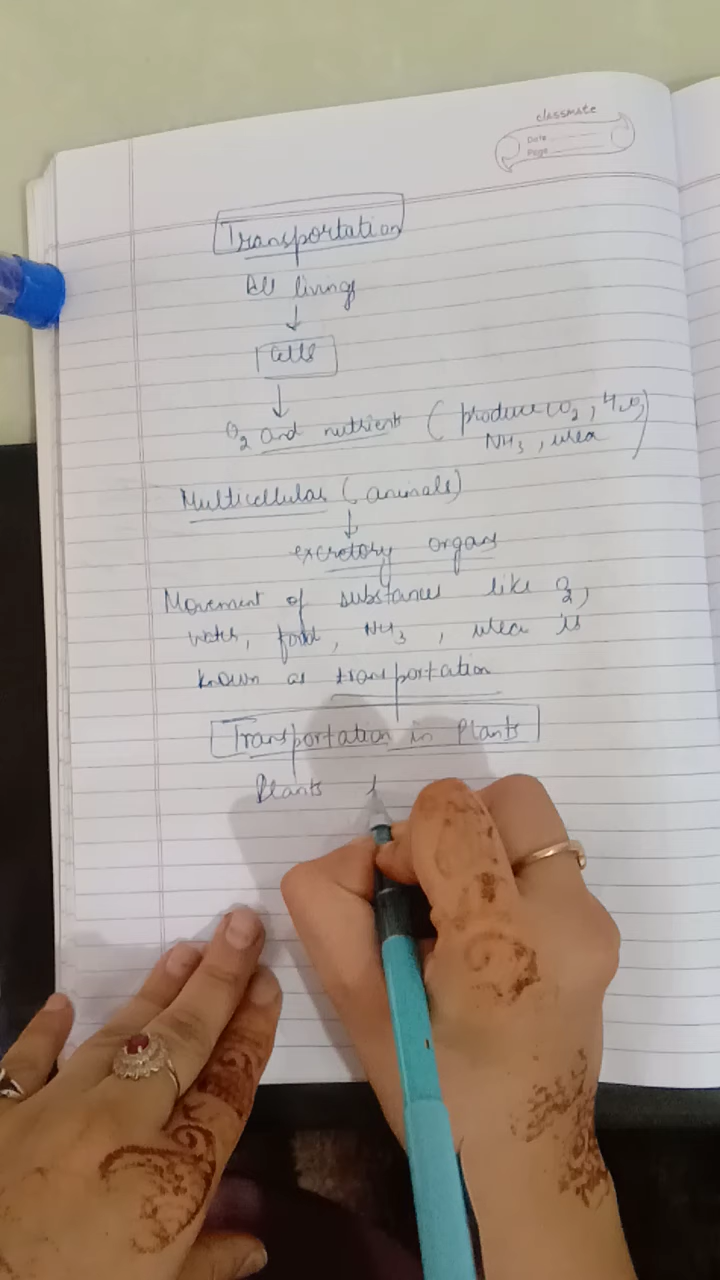 classmate
Date
Page
Transportation
All livings
↓
Cells
↓
O2 and nutrients (produce CO2, H2O,
NH3, urea)
Multicellular (animals)
↓
excretory organs
Movement of substances like O2,
water, food, NH3, urea is
known as transportation
Transportation in Plants
Plants